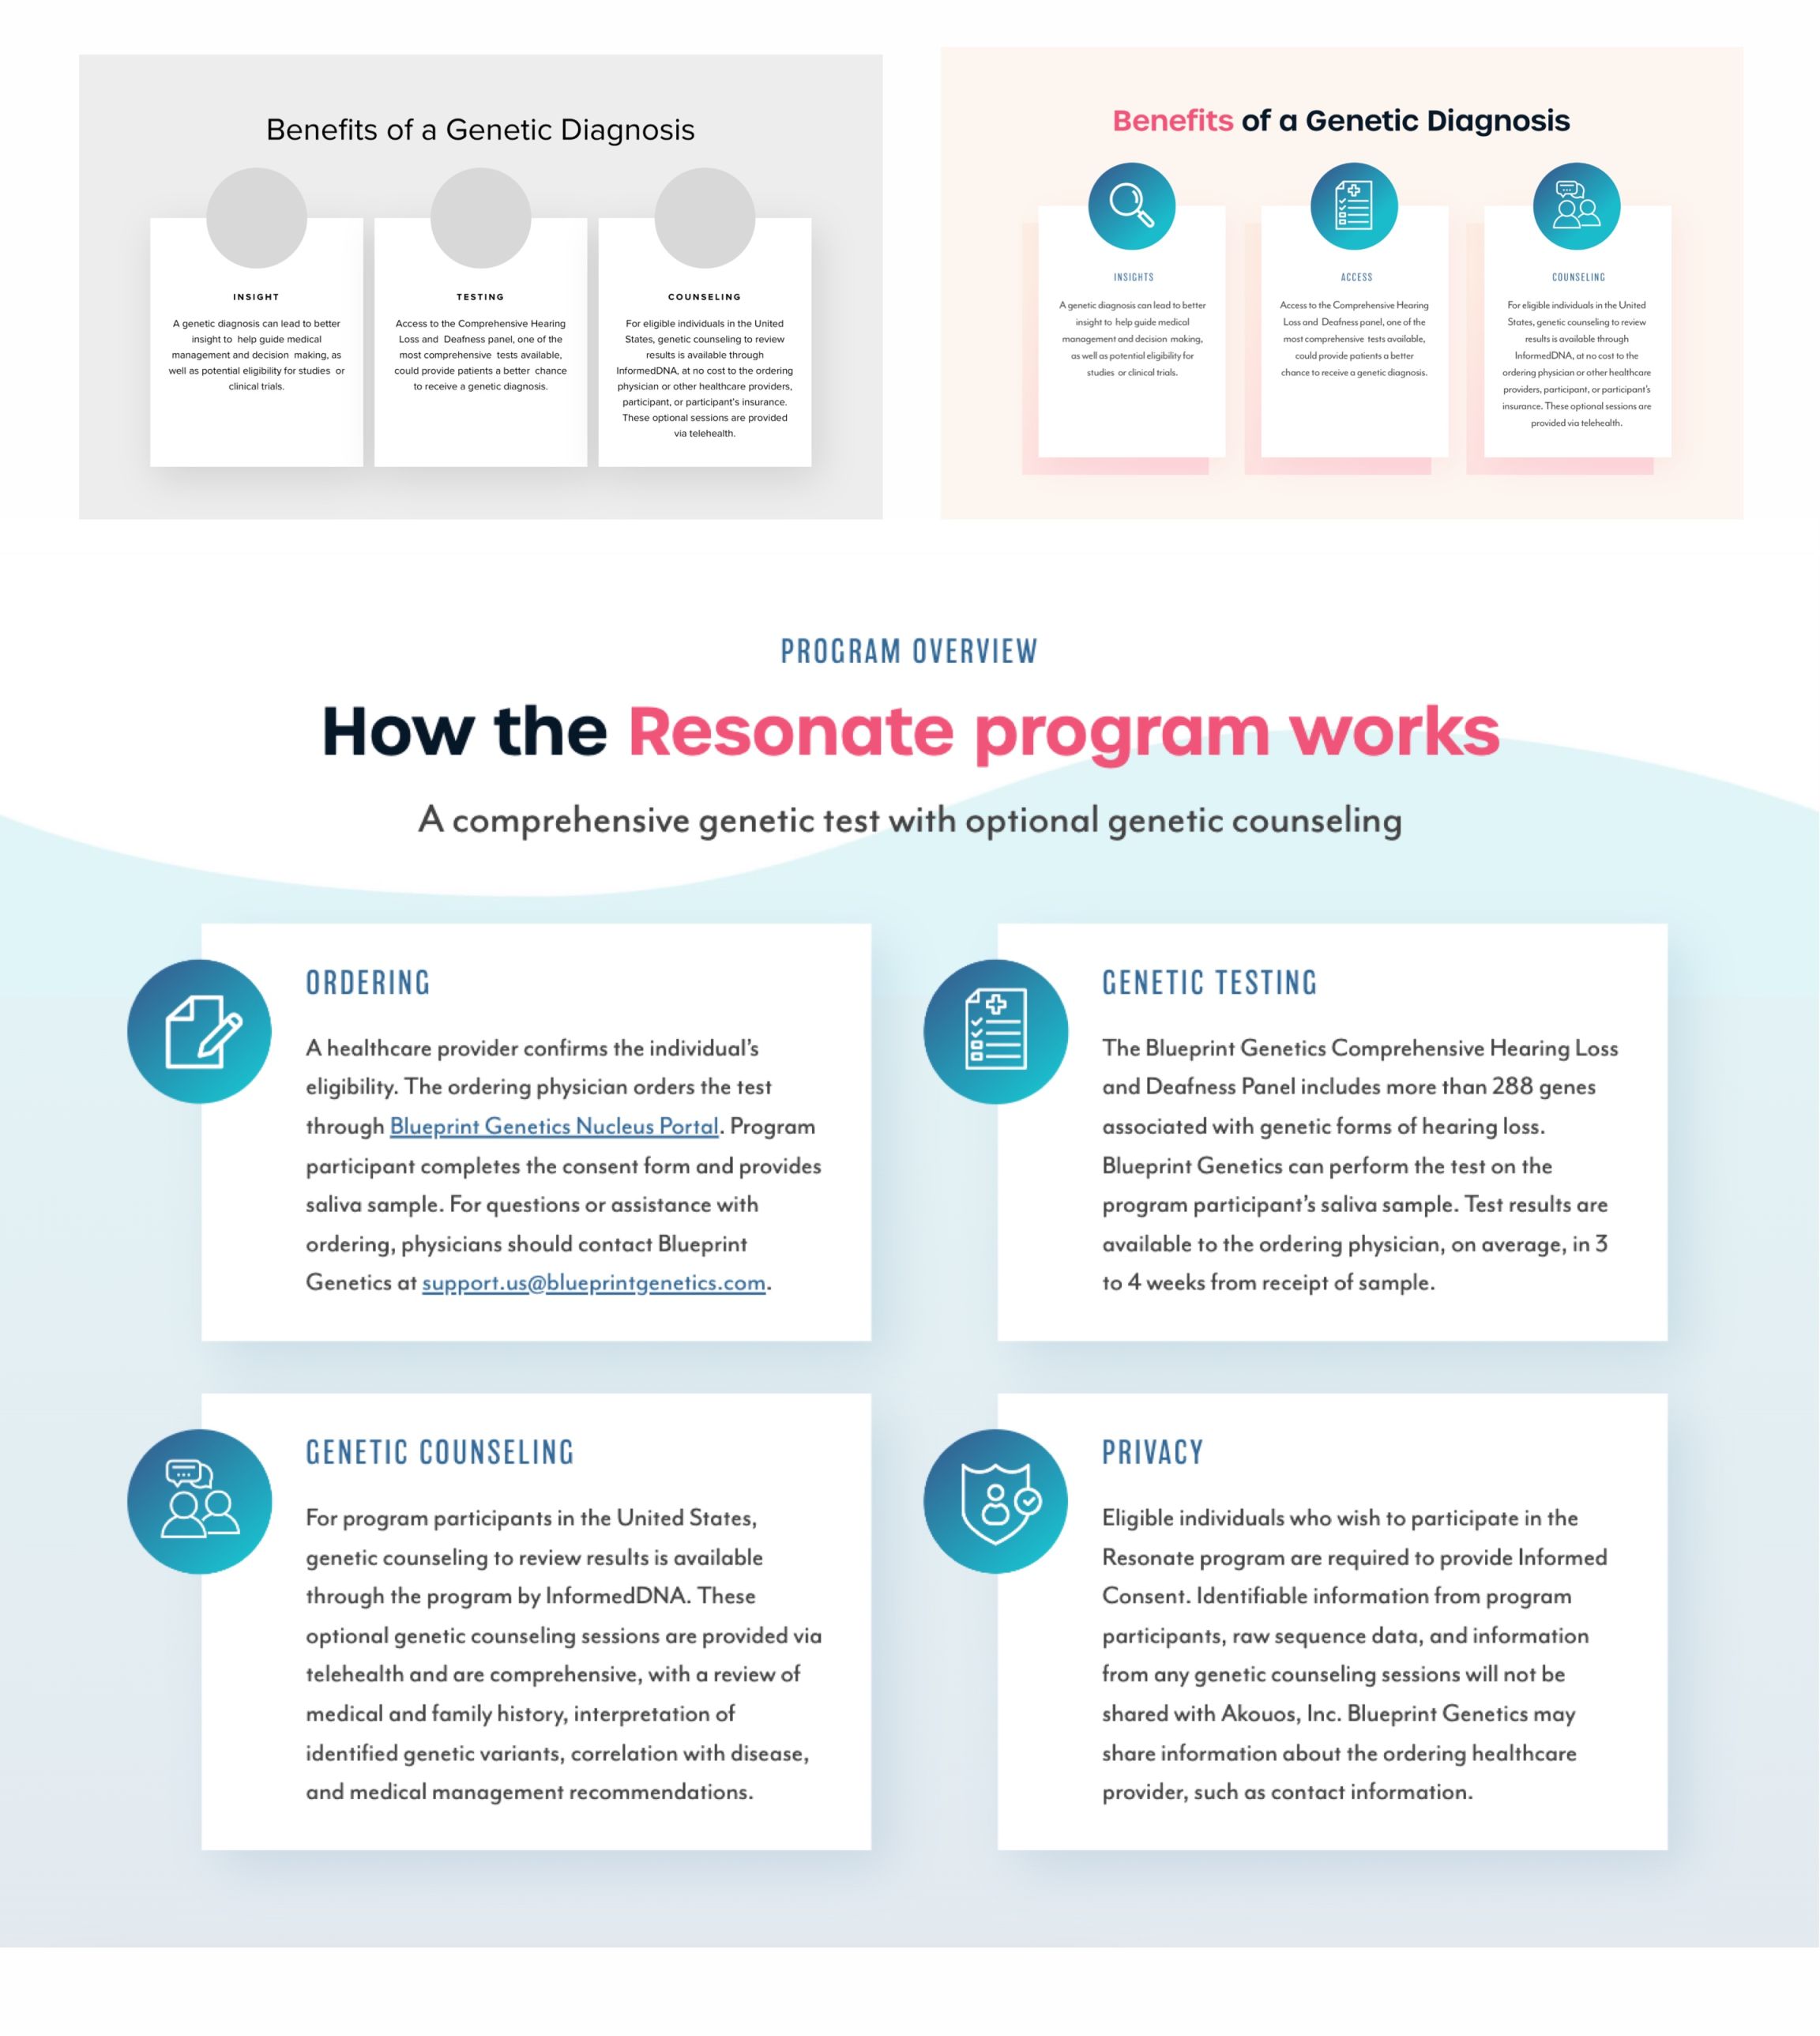 Benefits of a Genetic Diagnosis
INSIGHT
A genetic diagnosis can lead to better
insight to help guide medical
management and decision making, as
well as potential eligibility for studies or
clinical trials.
TESTING
Access to the Comprehensive Hearing
Loss and Deafness panel, one of the
most comprehensive tests available,
could provide patients a better chance
to receive a genetic diagnosis.
COUNSELING
For eligible individuals in the United
States, genetic counseling to review
results is available through
InformedDNA, at no cost to the ordering
physician or other healthcare providers,
participant, or participant's insurance.
These optional sessions are provided
via telehealth.
Benefits of a Genetic Diagnosis
INSIGHTS
A genetic diagnosis can lead to better
insight to help guide medical
management and decision making,
as well as potential eligibility for
studies or clinical trials.
ACCESS
Access to the Comprehensive Hearing
Loss and Deafness panel, one of the
most comprehensive tests available,
could provide patients a better
chance to receive a genetic diagnosis.
COUNSELING
For eligible individuals in the United
States, genetic counseling to review
results is available through
InformedDNA, at no cost to the
ordering physician or other healthcare
providers, participant, or participant's
insurance. These optional sessions are
provided via telehealth.
PROGRAM OVERVIEW
How the Resonate program works
A comprehensive genetic test with optional genetic counseling
ORDERING
A healthcare provider confirms the individual's
eligibility. The ordering physician orders the test
through Blueprint Genetics Nucleus Portal. Program
participant completes the consent form and provides
saliva sample. For questions or assistance with
ordering, physicians should contact Blueprint
Genetics at support.us@blueprintgenetics.com.
GENETIC TESTING
The Blueprint Genetics Comprehensive Hearing Loss
and Deafness Panel includes more than 288 genes
associated with genetic forms of hearing loss.
Blueprint Genetics can perform the test on the
program participant's saliva sample. Test results are
available to the ordering physician, on average, in 3
to 4 weeks from receipt of sample.
GENETIC COUNSELING
For program participants in the United States,
genetic counseling to review results is available
through the program by InformedDNA. These
optional genetic counseling sessions are provided via
telehealth and are comprehensive, with a review of
medical and family history, interpretation of
identified genetic variants, correlation with disease,
and medical management recommendations.
PRIVACY
Eligible individuals who wish to participate in the
Resonate program are required to provide Informed
Consent. Identifiable information from program
participants, raw sequence data, and information
from any genetic counseling sessions will not be
shared with Akouos, Inc. Blueprint Genetics may
share information about the ordering healthcare
provider, such as contact information.